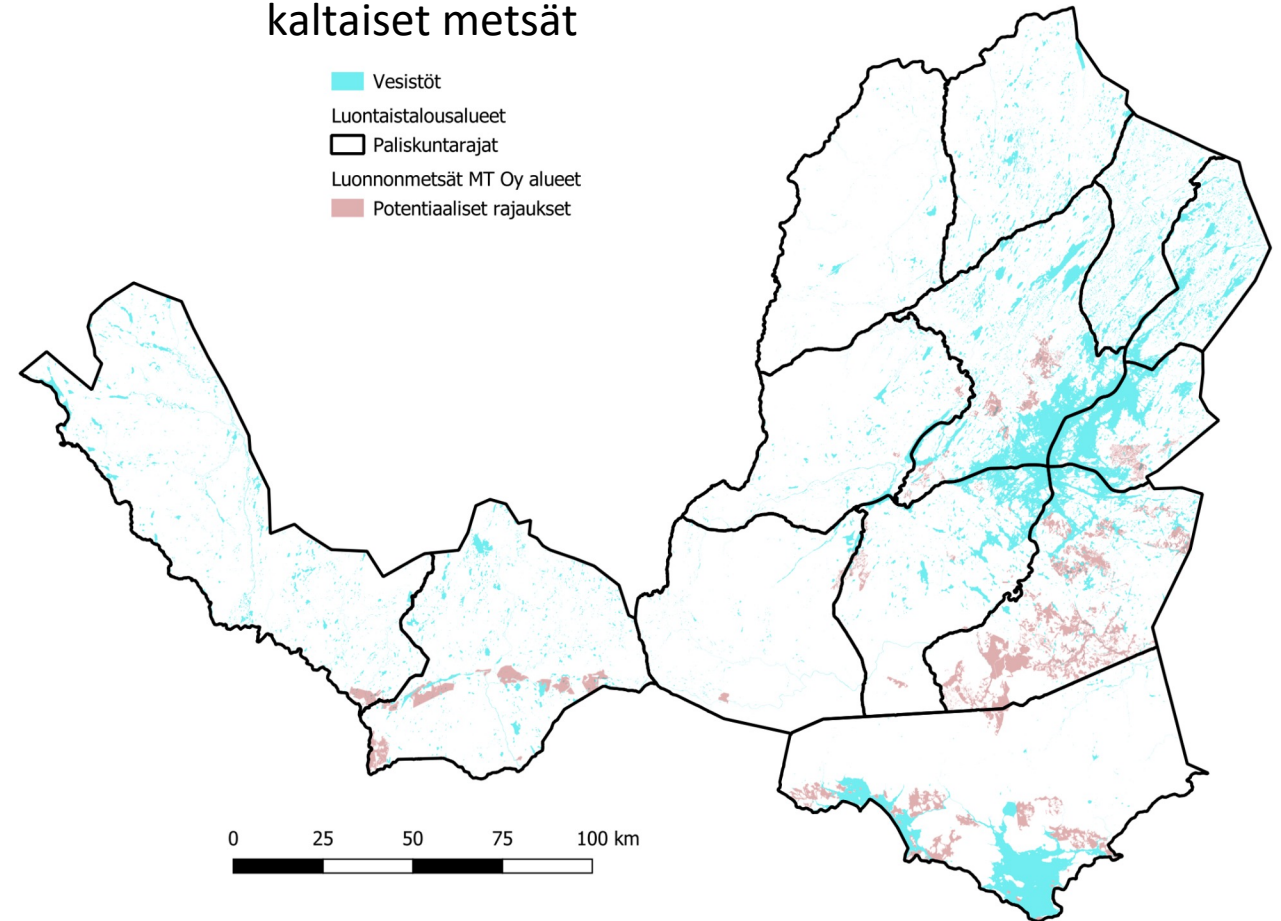 kaltaiset metsät
Vesistöt
Luontaistalousalueet
Paliskuntarajat
Luonnonmetsät MT Oy alueet
Potentiaaliset rajaukset
0 25 50 75 100 km